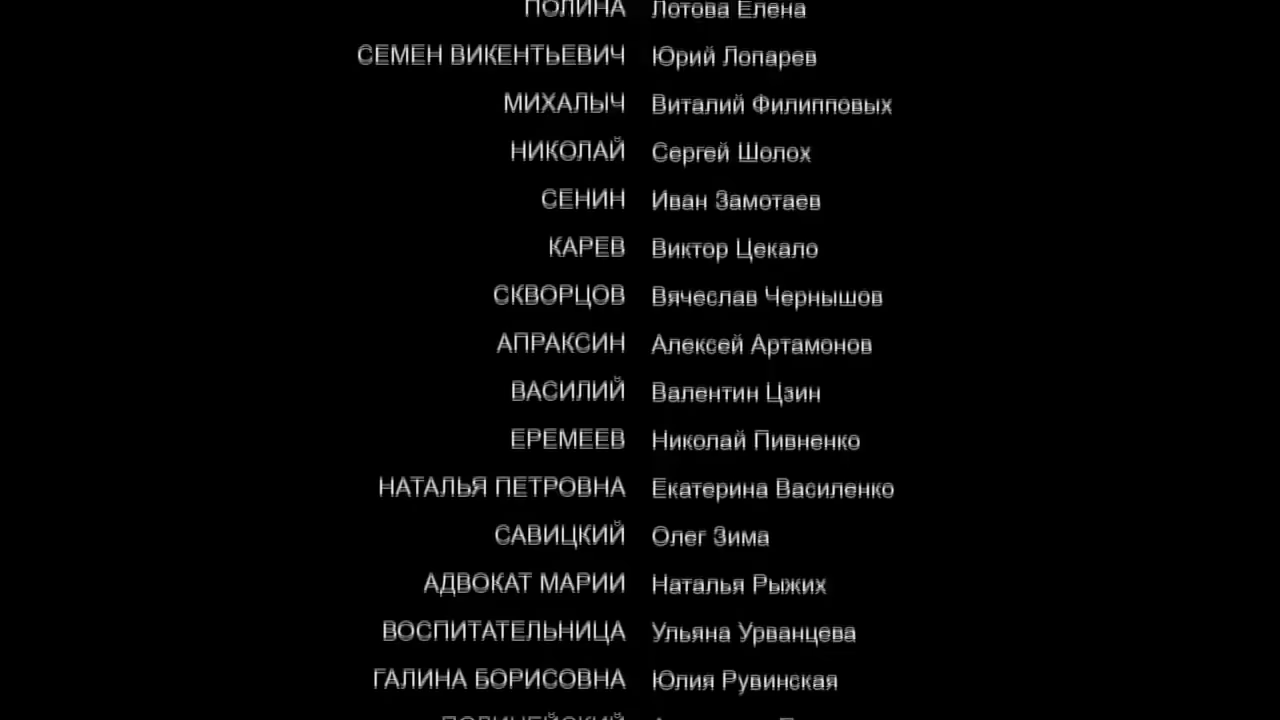 ПОЛИНА Лотова Елена
СЕМЕН ВИКЕНТЬЕВИЧ Юрий Лопарев
МИХАЛЫЧ Виталий Филипповых
НИКОЛАЙ Сергей Шолох
СЕНИН Иван Замотаев
КАРЕВ Виктор Цекало
СКВОРЦОВ Вячеслав Чернышов
АПРАКСИН Алексей Артамонов
ВАСИЛИЙ Валентин Цзин
ЕРЕМЕЕВ Николай Пивненко
НАТАЛЬЯ ПЕТРОВНА Екатерина Василенко
САВИЦКИЙ Олег Зима
АДВОКАТ МАРИИ Наталья Рыжих
ВОСПИТАТЕЛЬНИЦА Ульяна Урванцева
ГАЛИНА БОРИСОВНА Юлия Рувинская
ПОЛИЦЕЙСКИЙ